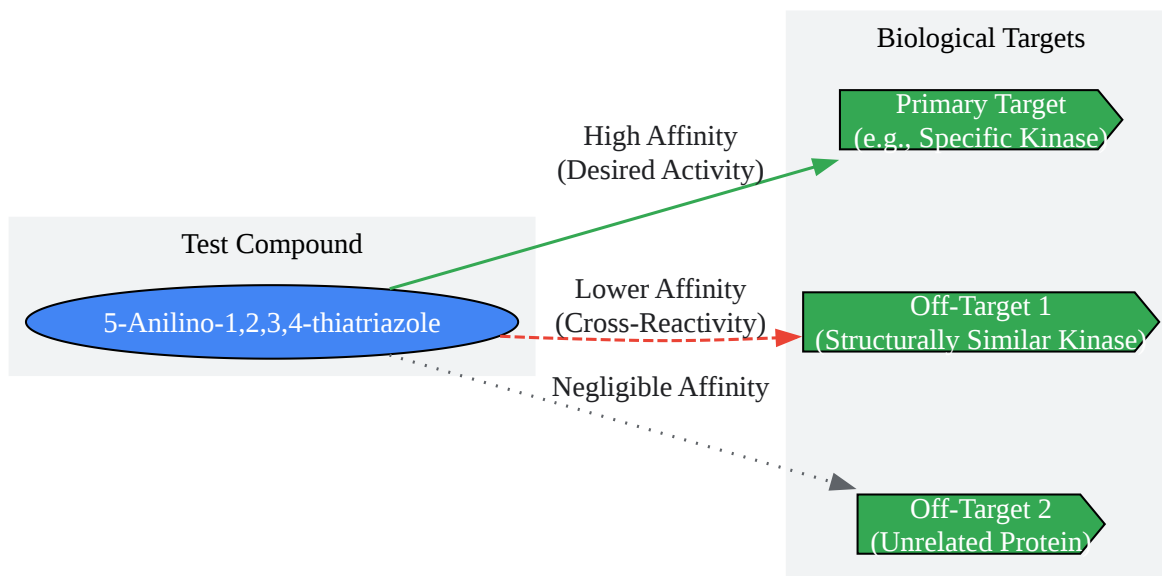 Biological Targets
Primary Target
(e.g., Specific Kinase)
High Affinity
(Desired Activity)
Test Compound
5-Anilino-1,2,3,4-thiatriazole
Lower Affinity
(Cross-Reactivity)
Off-Target 1
(Structurally Similar Kinase)
Negligible Affinity
Off-Target 2
(Unrelated Protein)